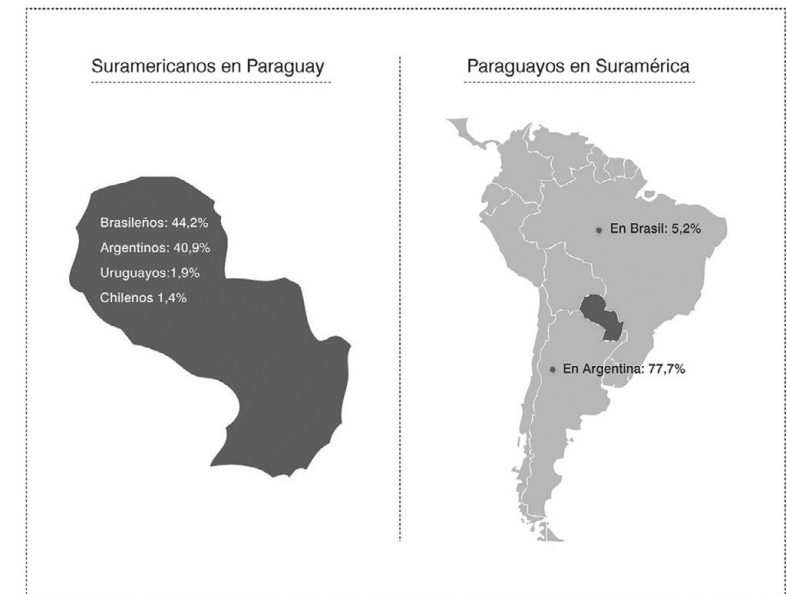 Suramericanos en Paraguay
Brasileños: 44,2%
Argentinos: 40,9%
Uruguayos:1,9%
Chilenos 1,4%
Paraguayos en Suramérica
En Brasil: 5,2%
En Argentina: 77,7%